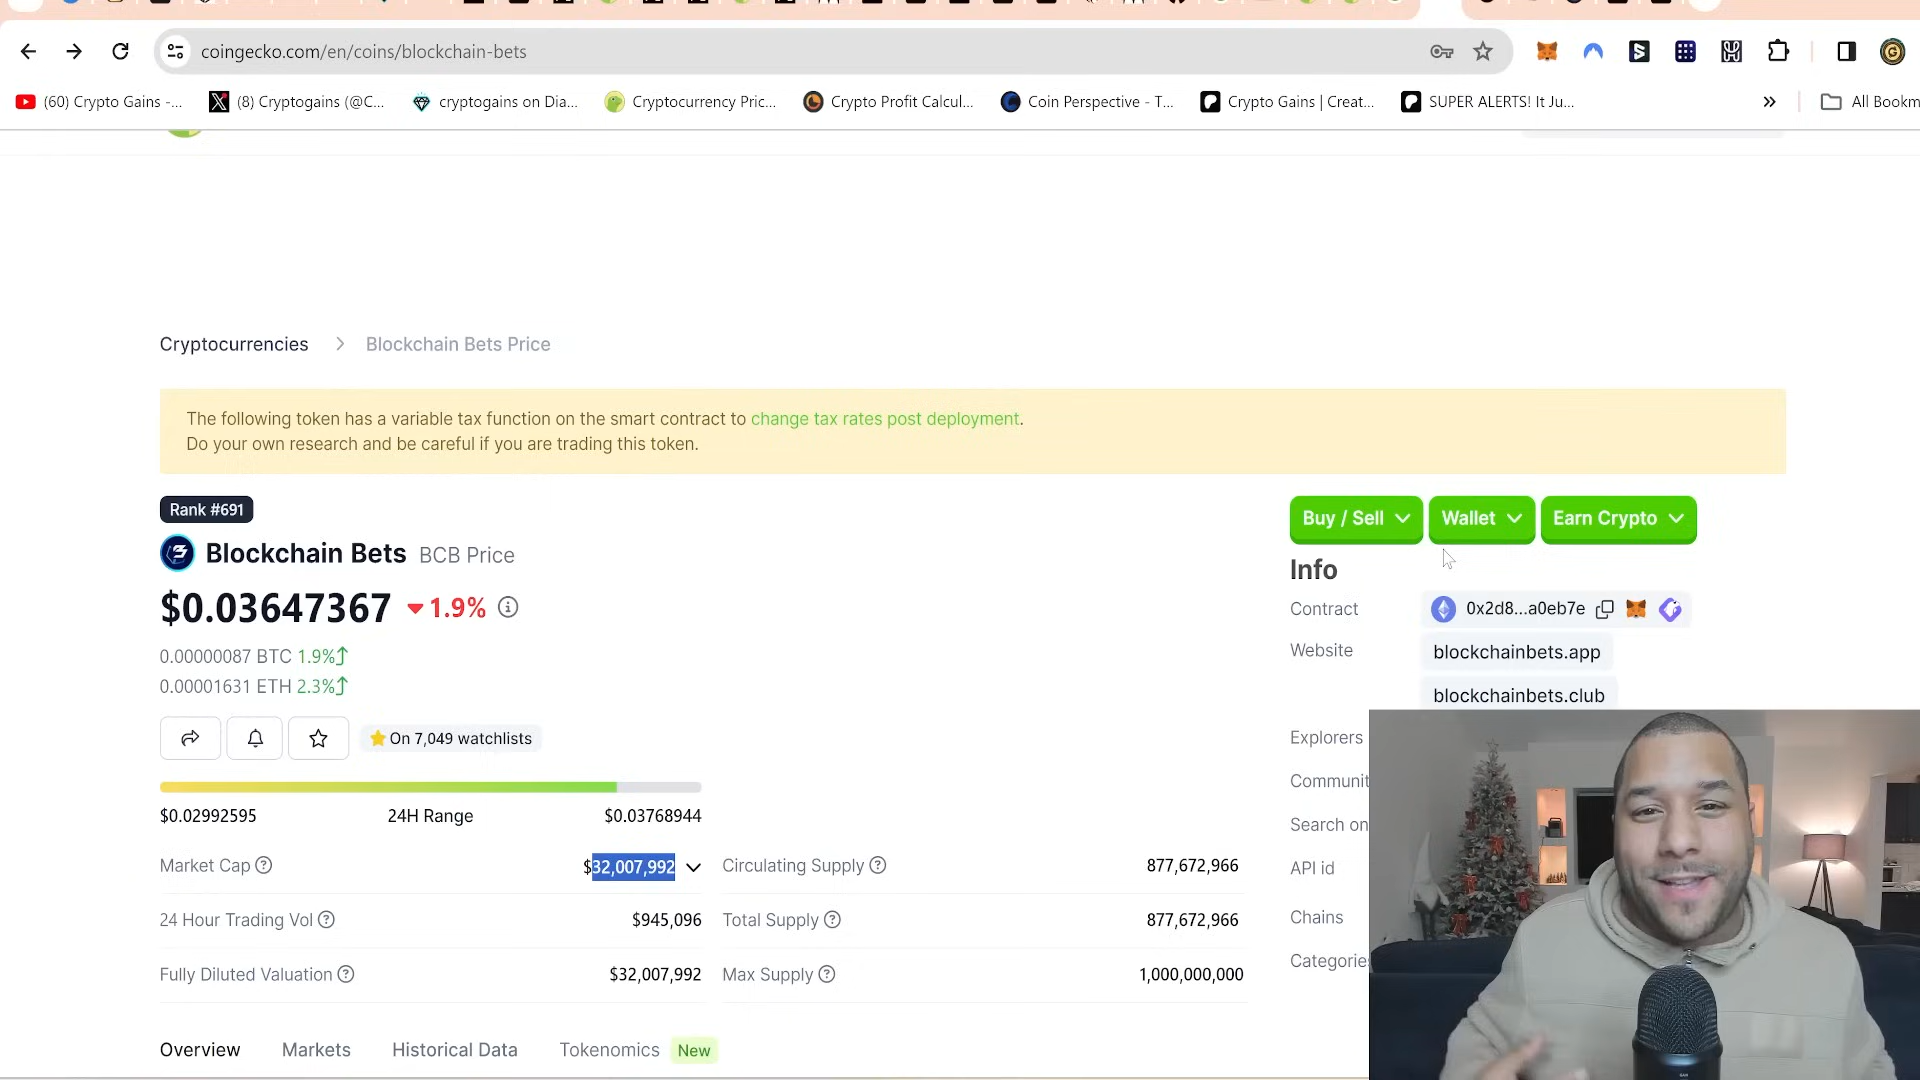 coingecko.com/en/coins/blockchain-bets
(60) Crypto Gains -...
(8) Cryptogains (@C...
cryptogains on Dia...
Cryptocurrency Pric...
Crypto Profit Calcul...
Coin Perspective - T...
Crypto Gains | Creat...
SUPER ALERTS! It Ju...
All Bookm
Cryptocurrencies > Blockchain Bets Price
The following token has a variable tax function on the smart contract to change tax rates post deployment.
Do your own research and be careful if you are trading this token.
Rank #691
Blockchain Bets BCB Price
$0.03647367 1.9%
0.00000087 BTC 1.9%
0.00001631 ETH 2.3%
On 7,049 watchlists
$0.02992595 24H Range $0.03768944
Market Cap $32,007,992
Circulating Supply 877,672,966
24 Hour Trading Vol $945,096
Total Supply 877,672,966
Fully Diluted Valuation $32,007,992
Max Supply 1,000,000,000
Overview Markets Historical Data Tokenomics New
Buy / Sell Wallet Earn Crypto
Info
Contract 0x2d8...a0eb7e
Website blockchainbets.app
blockchainbets.club
Explorers
Communit
Search on
API id
Chains
Categories